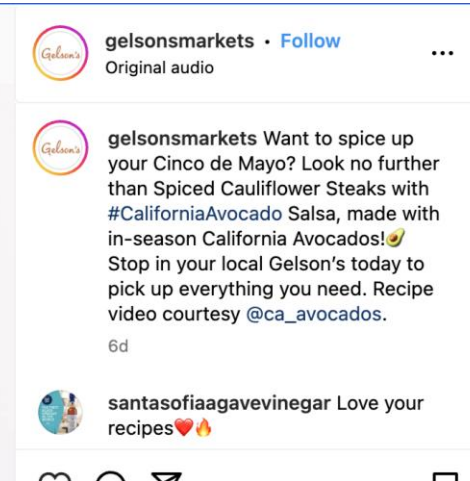 Gelson's
gelsonsmarkets • Follow
Original audio
...
Gelson's
gelsonsmarkets Want to spice up
your Cinco de Mayo? Look no further
than Spiced Cauliflower Steaks with
#CaliforniaAvocado Salsa, made with
in-season California Avocados!🥑
Stop in your local Gelson’s today to
pick up everything you need. Recipe
video courtesy @ca_avocados.
6d
santasofiaagavevinegar Love your
recipes❤️🔥